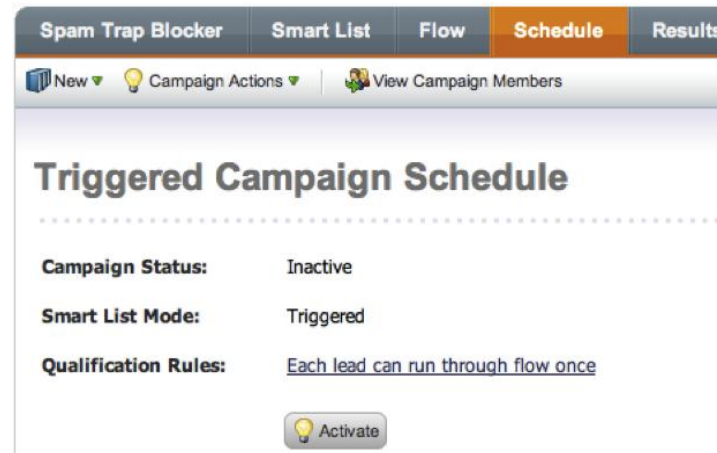 Spam Trap Blocker Smart List Flow Schedule Results
New Campaign Actions View Campaign Members
Triggered Campaign Schedule
Campaign Status: Inactive
Smart List Mode: Triggered
Qualification Rules: Each lead can run through flow once
Activate